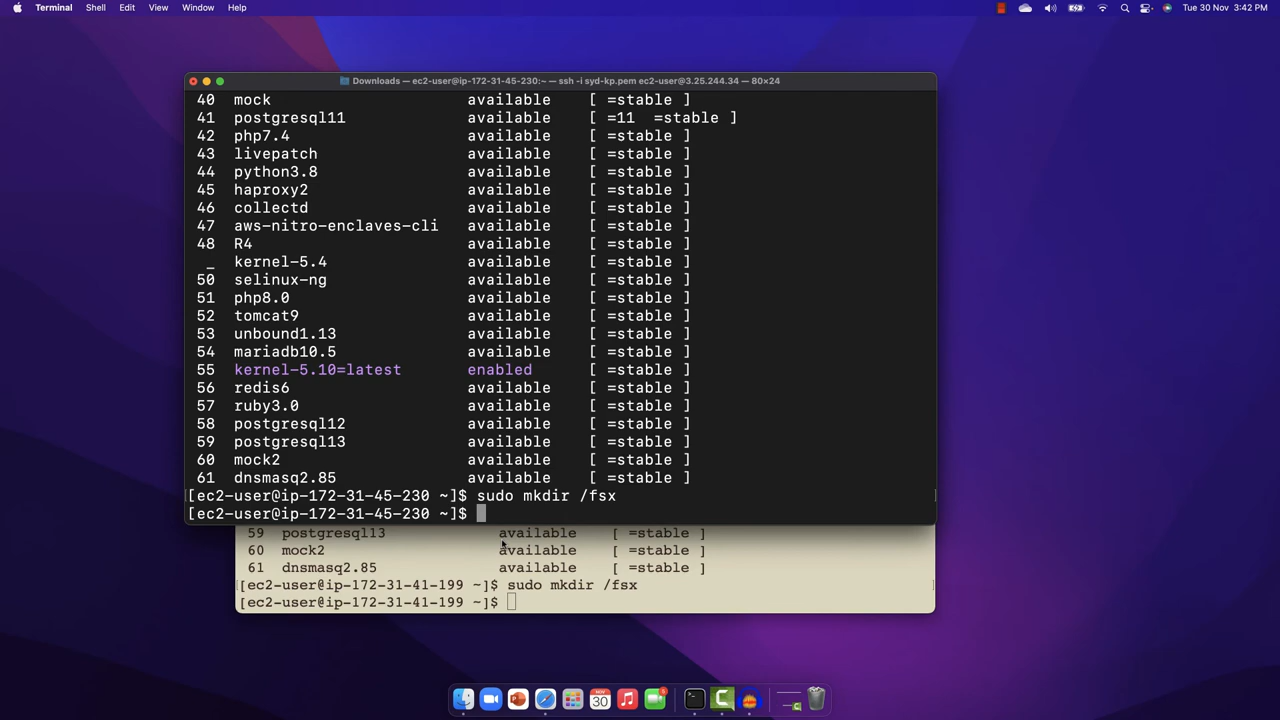 Terminal Shell Edit View Window Help Tue 30 Nov 3:42 PM
Downloads — ec2-user@ip-172-31-45-230:~ — ssh -i syd-kp.pem ec2-user@3.25.244.34 — 80×24
40 mock available [ =stable ]
41 postgresql11 available [ =11 =stable ]
42 php7.4 available [ =stable ]
43 livepatch available [ =stable ]
44 python3.8 available [ =stable ]
45 haproxy2 available [ =stable ]
46 collectd available [ =stable ]
47 aws-nitro-enclaves-cli available [ =stable ]
48 R4 available [ =stable ]
_ kernel-5.4 available [ =stable ]
50 selinux-ng available [ =stable ]
51 php8.0 available [ =stable ]
52 tomcat9 available [ =stable ]
53 unbound1.13 available [ =stable ]
54 mariadb10.5 available [ =stable ]
55 kernel-5.10=latest enabled [ =stable ]
56 redis6 available [ =stable ]
57 ruby3.0 available [ =stable ]
58 postgresql12 available [ =stable ]
59 postgresql13 available [ =stable ]
60 mock2 available [ =stable ]
61 dnsmasq2.85 available [ =stable ]
[ec2-user@ip-172-31-45-230 ~]$ sudo mkdir /fsx
[ec2-user@ip-172-31-45-230 ~]$
59 postgresql13 available [ =stable ]
60 mock2 available [ =stable ]
61 dnsmasq2.85 available [ =stable ]
[ec2-user@ip-172-31-41-199 ~]$ sudo mkdir /fsx
[ec2-user@ip-172-31-41-199 ~]$
NOV
30